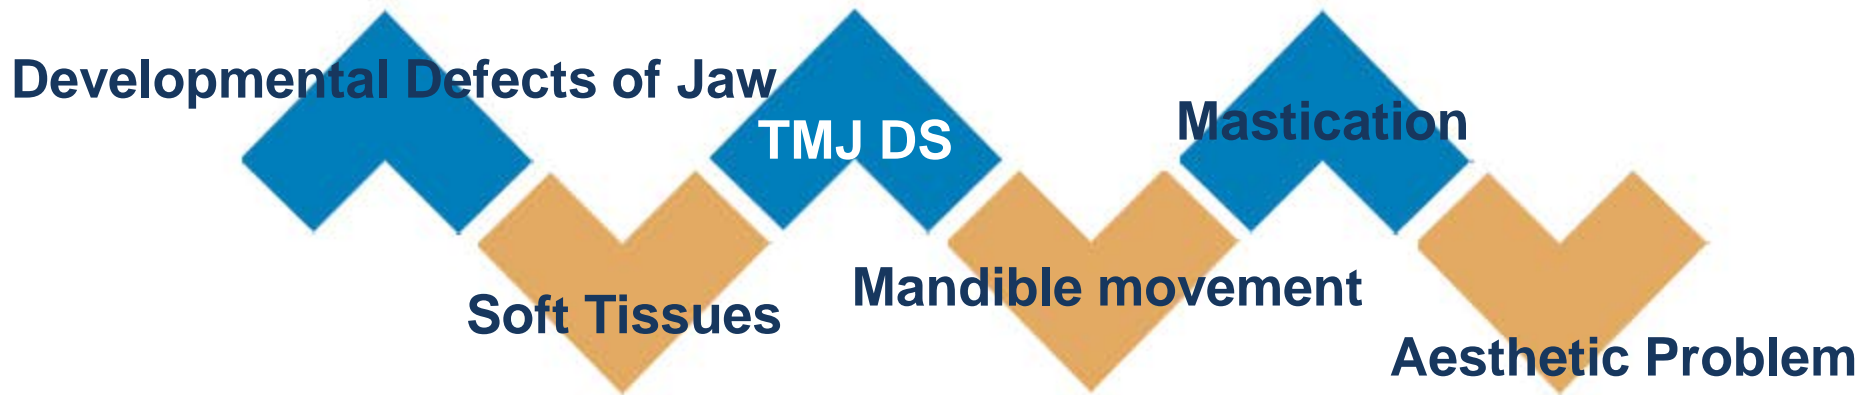 Developmental Defects of Jaw
Soft Tissues
TMJ DS
Mandible movement
Mastication
Aesthetic Problem